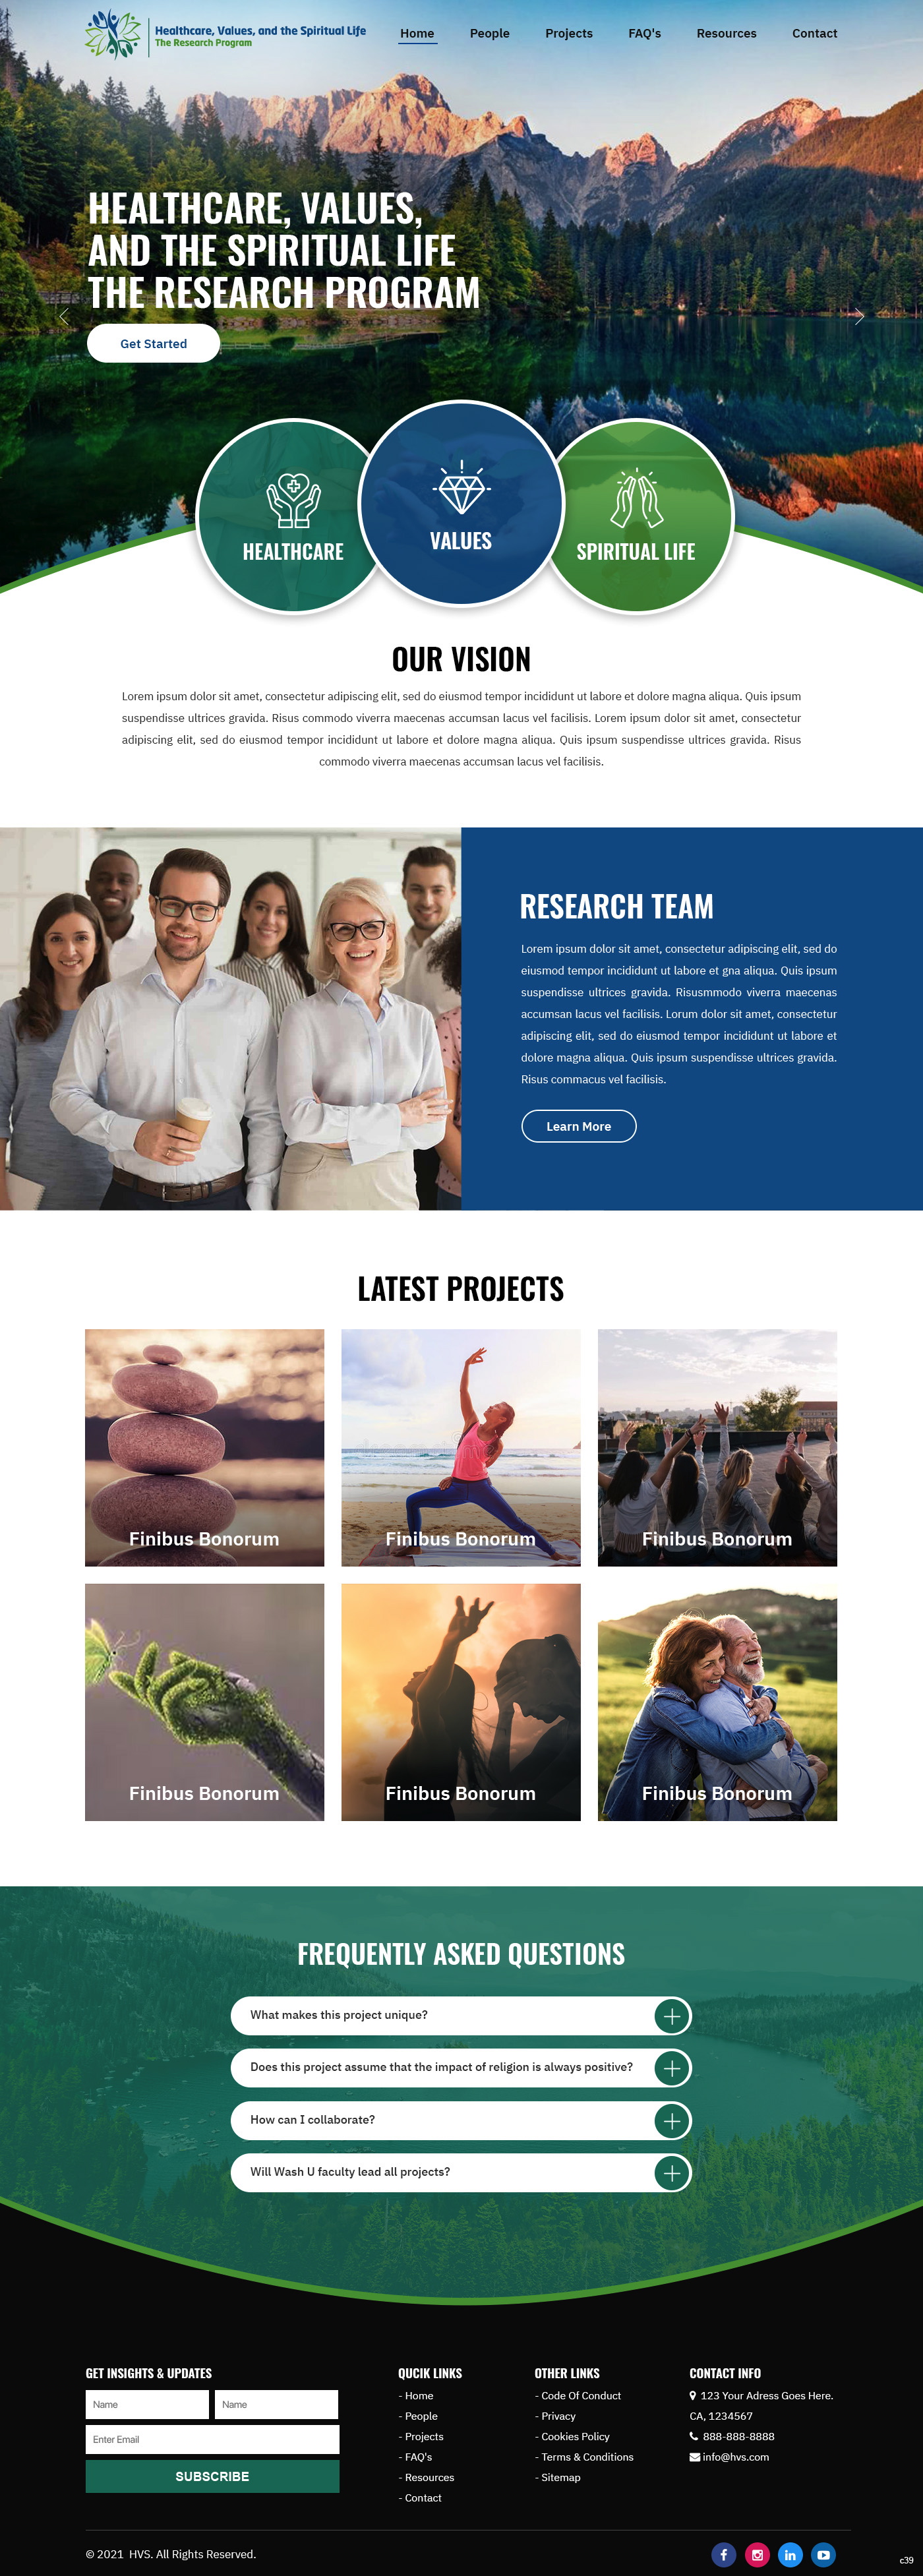 Healthcare, Values, and the Spiritual Life
The Research Program
Home People Projects FAQ's Resources Contact
HEALTHCARE, VALUES,
AND THE SPIRITUAL LIFE
THE RESEARCH PROGRAM
Get Started
HEALTHCARE
VALUES
SPIRITUAL LIFE
OUR VISION
Lorem ipsum dolor sit amet, consectetur adipiscing elit, sed do eiusmod tempor incididunt ut labore et dolore magna aliqua. Quis ipsum
suspendisse ultrices gravida. Risus commodo viverra maecenas accumsan lacus vel facilisis. Lorem ipsum dolor sit amet, consectetur
adipiscing elit, sed do eiusmod tempor incididunt ut labore et dolore magna aliqua. Quis ipsum suspendisse ultrices gravida. Risus
commodo viverra maecenas accumsan lacus vel facilisis.
RESEARCH TEAM
Lorem ipsum dolor sit amet, consectetur adipiscing elit, sed do
eiusmod tempor incididunt ut labore et gna aliqua. Quis ipsum
suspendisse ultrices gravida. Risusmmodo viverra maecenas
accumsan lacus vel facilisis. Lorum dolor sit amet, consectetur
adipiscing elit, sed do eiusmod tempor incididunt ut labore et
dolore magna aliqua. Quis ipsum suspendisse ultrices gravida.
Risus commacus vel facilisis.
Learn More
LATEST PROJECTS
Finibus Bonorum
Finibus Bonorum
Finibus Bonorum
Finibus Bonorum
Finibus Bonorum
Finibus Bonorum
FREQUENTLY ASKED QUESTIONS
What makes this project unique?
Does this project assume that the impact of religion is always positive?
How can I collaborate?
Will Wash U faculty lead all projects?
GET INSIGHTS & UPDATES
Name
Name
Enter Email
SUBSCRIBE
QUCIK LINKS
- Home
- People
- Projects
- FAQ's
- Resources
- Contact
OTHER LINKS
- Code Of Conduct
- Privacy
- Cookies Policy
- Terms & Conditions
- Sitemap
CONTACT INFO
123 Your Adress Goes Here.
CA, 1234567
888-888-8888
info@hvs.com
© 2021 HVS. All Rights Reserved.
c39